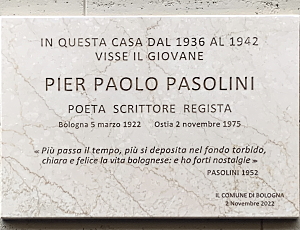 IN QUESTA CASA DAL 1936 AL 1942
VISSE IL GIOVANE
PIER PAOLO PASOLINI
POETA SCRITTORE REGISTA
Bologna 5 marzo 1922 Ostia 2 novembre 1975
« Più passa il tempo, più si deposita nel fondo torbido,
chiara e felice la vita bolognese: e ho forti nostalgie »
PASOLINI 1952
IL COMUNE DI BOLOGNA
2 Novembre 2022